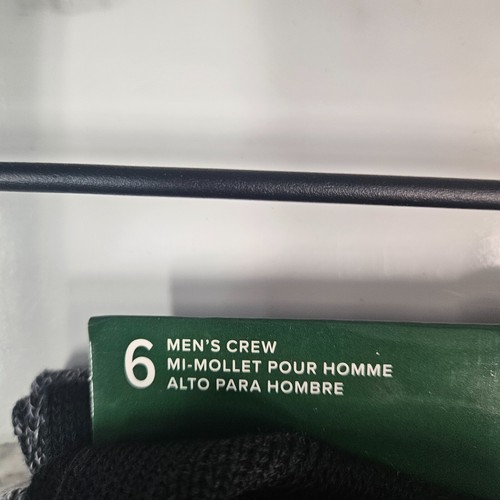 6 MEN'S CREW
MI-MOLLET POUR HOMME
ALTO PARA HOMBRE